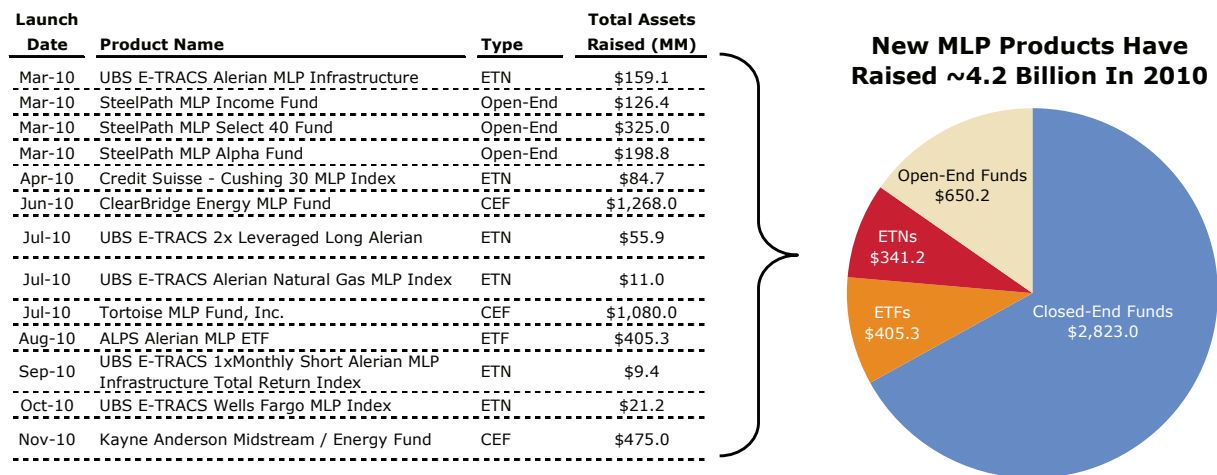 Launch Date Product Name Type Total Assets Raised (MM)
Mar-10 UBS E-TRACS Alerian MLP Infrastructure ETN $159.1
Mar-10 SteelPath MLP Income Fund Open-End $126.4
Mar-10 SteelPath MLP Select 40 Fund Open-End $325.0
Mar-10 SteelPath MLP Alpha Fund Open-End $198.8
Apr-10 Credit Suisse - Cushing 30 MLP Index ETN $84.7
Jun-10 ClearBridge Energy MLP Fund CEF $1,268.0
Jul-10 UBS E-TRACS 2x Leveraged Long Alerian ETN $55.9
Jul-10 UBS E-TRACS Alerian Natural Gas MLP Index ETN $11.0
Jul-10 Tortoise MLP Fund, Inc. CEF $1,080.0
Aug-10 ALPS Alerian MLP ETF ETF $405.3
Sep-10 UBS E-TRACS 1xMonthly Short Alerian MLP
Infrastructure Total Return Index ETN $9.4
Oct-10 UBS E-TRACS Wells Fargo MLP Index ETN $21.2
Nov-10 Kayne Anderson Midstream / Energy Fund CEF $475.0
New MLP Products Have
Raised ~4.2 Billion In 2010
Open-End Funds
$650.2
ETNs
$341.2
ETFs
$405.3
Closed-End Funds
$2,823.0